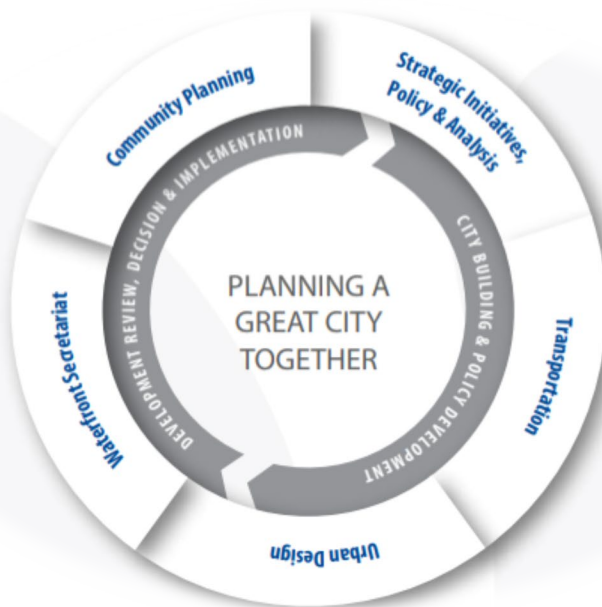 Community Planning
Strategic Initiatives,
Policy & Analysis
Transportation
Urban Design
Waterfront Secretariat
DEVELOPMENT REVIEW, DECISION & IMPLEMENTATION
CITY BUILDING & POLICY DEVELOPMENT
PLANNING A
GREAT CITY
TOGETHER